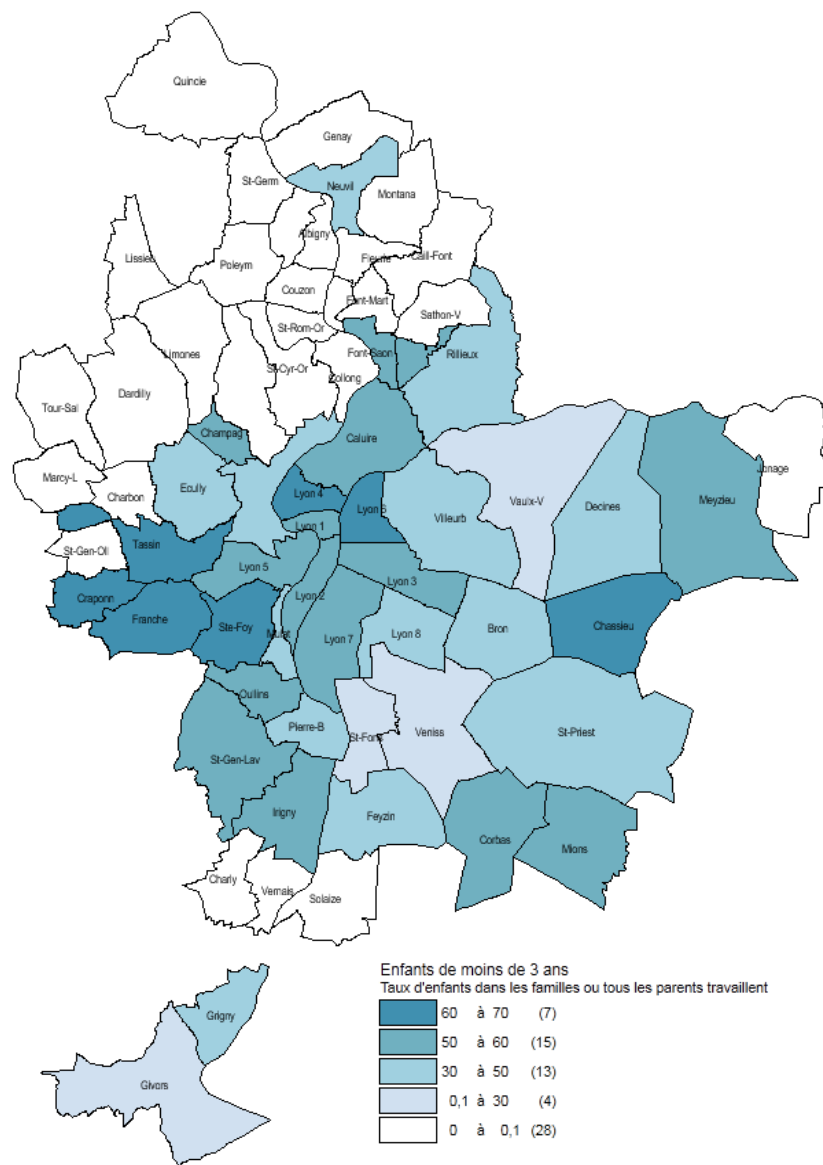 Quincie
Genay
St-Germ
Neuvil
Montana
Albigny
Lissieu
Poleym
Fleurie
Caill-Font
Couzon
Font-Mart
Sathon-V
St-Rom-Or
Font-Saon
Rillieux
Limones
St-Cyr-Or
Collong
Tour-Sal
Dardilly
Champag
Caluire
Marcy-L
Charbon
Ecully
Lyon 4
Lyon 6
Villeurb
Vaulx-V
Decines
Meyzieu
Jonage
Lyon 1
St-Gen-Oll
Tassin
Lyon 5
Lyon 3
Craponn
Lyon 2
Franche
Ste-Foy
Mulat
Lyon 7
Lyon 8
Bron
Chassieu
Oullins
Pierre-B
St-Fons
Veniss
St-Priest
St-Gen-Lav
Irigny
Feyzin
Corbas
Mions
Charly
Vernais
Solaize
Grigny
Givors
Enfants de moins de 3 ans
Taux d'enfants dans les familles ou tous les parents travaillent
60 à 70 (7)
50 à 60 (15)
30 à 50 (13)
0,1 à 30 (4)
0 à 0,1 (28)